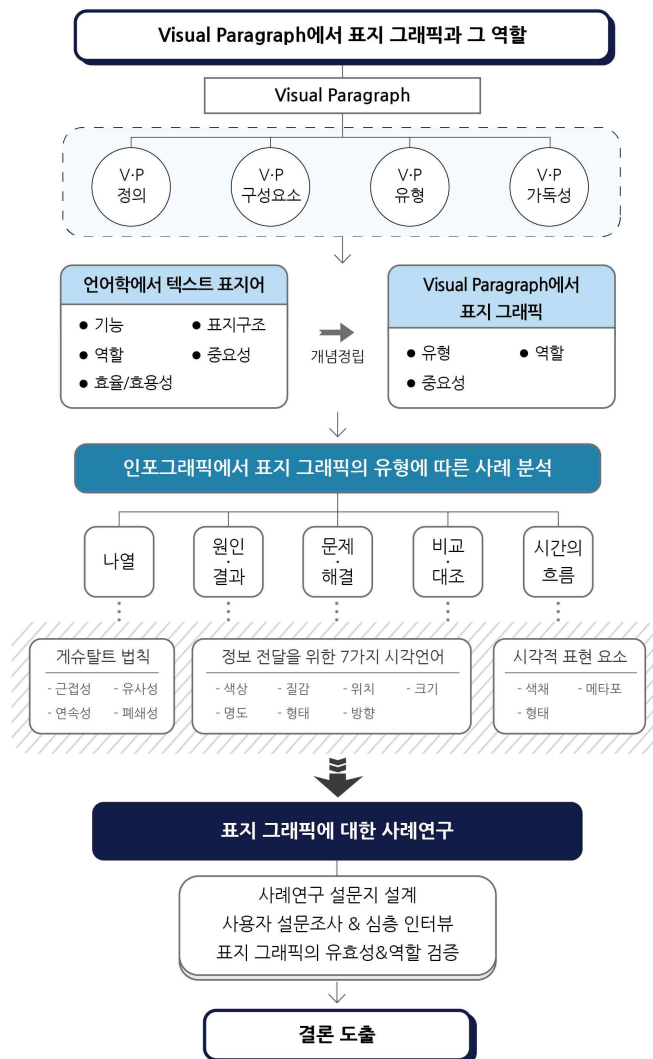 Visual Paragraph에서 표지 그래픽과 그 역할
Visual Paragraph
V·P
정의
V·P
구성요소
V·P
유형
V·P
가독성
언어학에서 텍스트 표지어
● 기능
● 표지구조
● 역할
● 중요성
● 효율/효용성
개념정립
Visual Paragraph에서
표지 그래픽
● 유형
● 역할
● 중요성
인포그래픽에서 표지 그래픽의 유형에 따른 사례 분석
나열
원인
·
결과
문제
·
해결
비교
·
대조
시간의
흐름
게슈탈트 법칙
- 근접성 - 유사성
- 연속성 - 폐쇄성
정보 전달을 위한 7가지 시각언어
- 색상 - 질감 - 위치 - 크기
- 명도 - 형태 - 방향
시각적 표현 요소
- 색채 - 메타포
- 형태
표지 그래픽에 대한 사례연구
사례연구 설문지 설계
사용자 설문조사 & 심층 인터뷰
표지 그래픽의 유효성&역할 검증
결론 도출